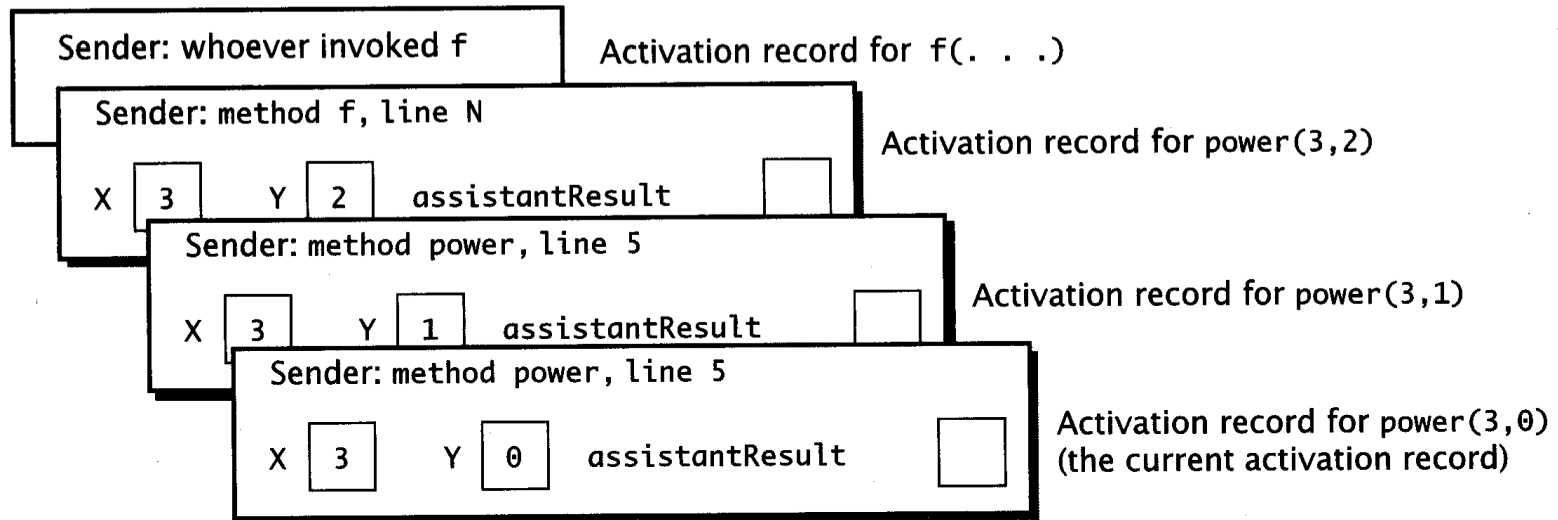 Sender: whoever invoked f
Activation record for f(. . .)
Sender: method f, line N
Activation record for power(3,2)
X 3 Y 2 assistantResult
Sender: method power, line 5
Activation record for power(3,1)
X 3 Y 1 assistantResult
Sender: method power, line 5
Activation record for power(3,0)
(the current activation record)
X 3 Y 0 assistantResult